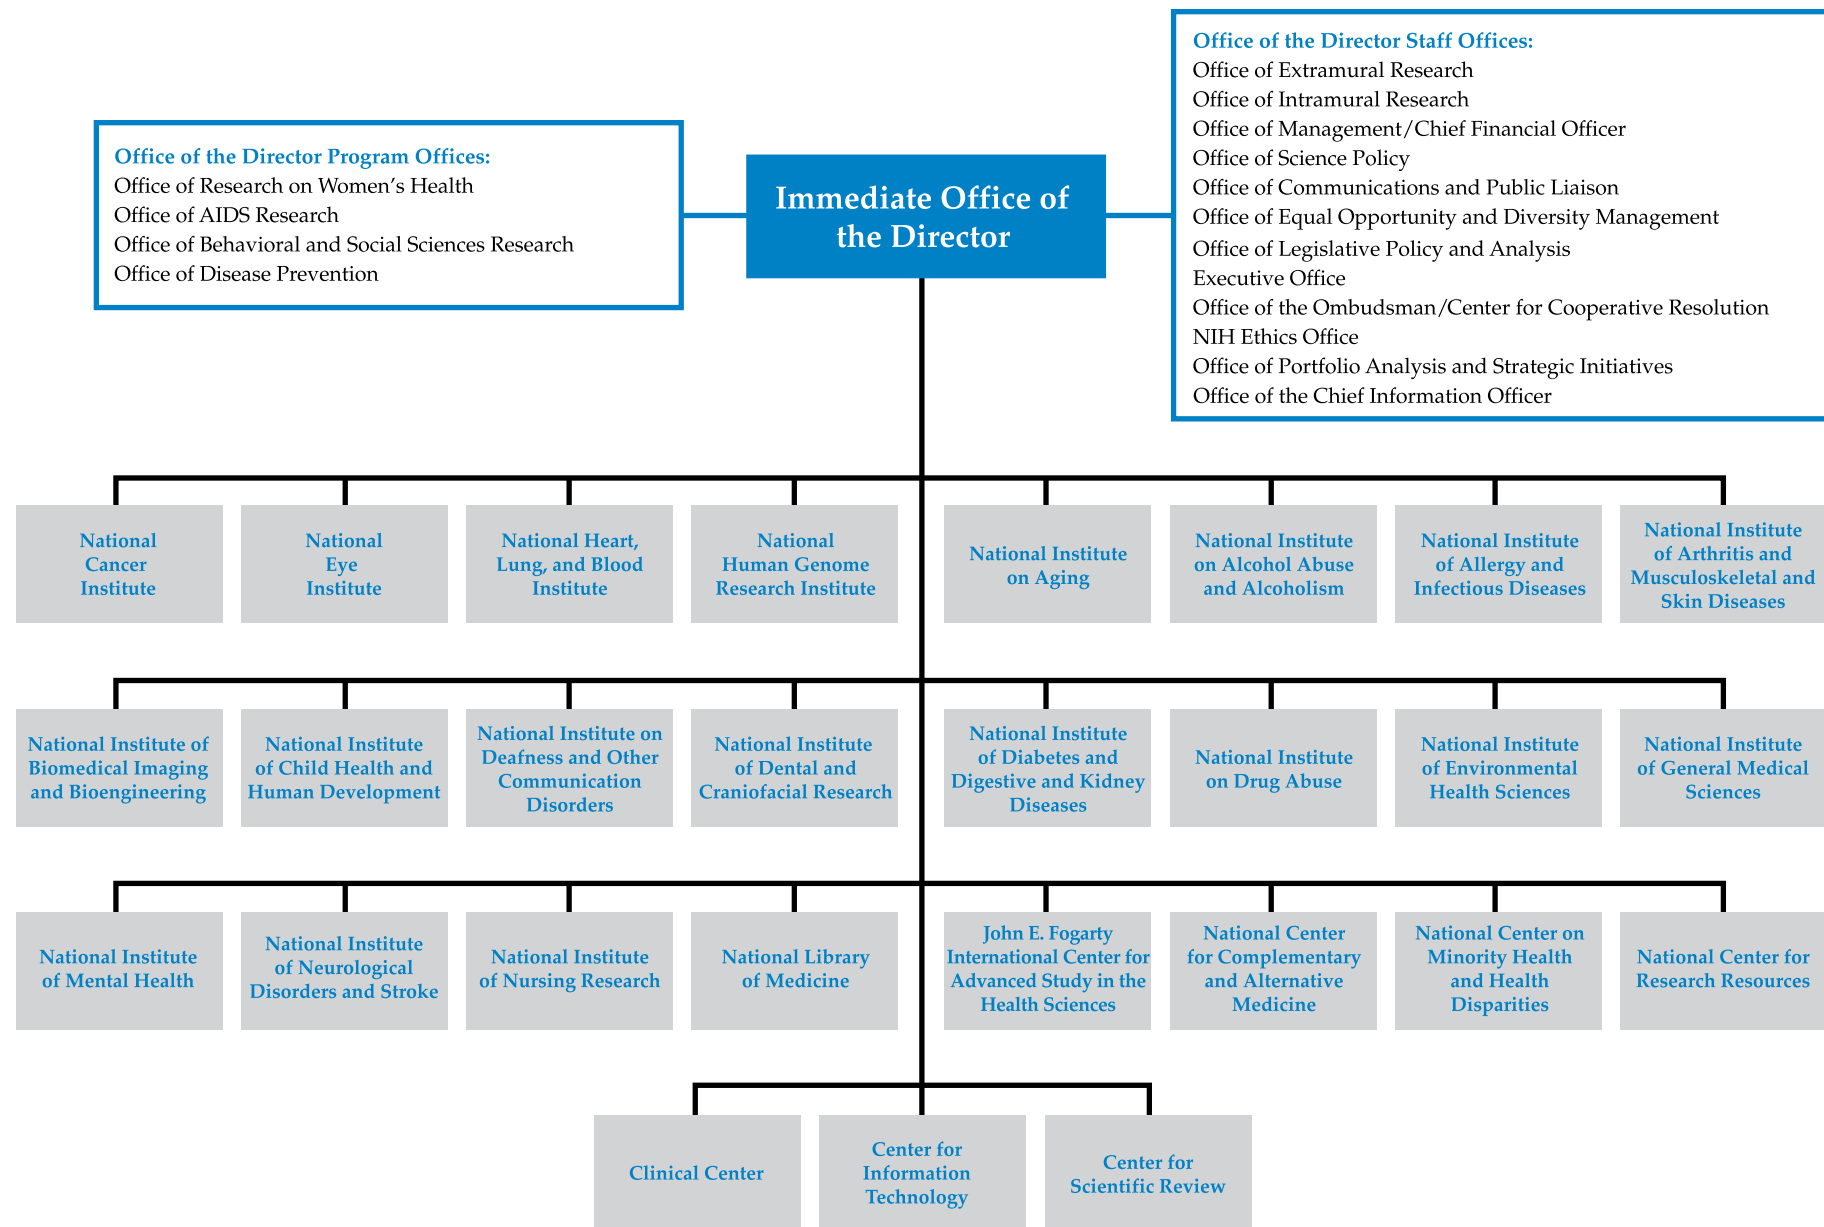 Office of the Director Staff Offices:
Office of Extramural Research
Office of Intramural Research
Office of Management/Chief Financial Officer
Office of Science Policy
Office of Communications and Public Liaison
Office of Equal Opportunity and Diversity Management
Office of Legislative Policy and Analysis
Executive Office
Office of the Ombudsman/Center for Cooperative Resolution
NIH Ethics Office
Office of Portfolio Analysis and Strategic Initiatives
Office of the Chief Information Officer
Office of the Director Program Offices:
Office of Research on Women’s Health
Office of AIDS Research
Office of Behavioral and Social Sciences Research
Office of Disease Prevention
Immediate Office of
the Director
National
Cancer
Institute
National
Eye
Institute
National Heart,
Lung, and Blood
Institute
National
Human Genome
Research Institute
National Institute
on Aging
National Institute
on Alcohol Abuse
and Alcoholism
National Institute
of Allergy and
Infectious Diseases
National Institute
of Arthritis and
Musculoskeletal and
Skin Diseases
National Institute of
Biomedical Imaging
and Bioengineering
National Institute
of Child Health and
Human Development
National Institute on
Deafness and Other
Communication
Disorders
National Institute
of Dental and
Craniofacial Research
National Institute
of Diabetes and
Digestive and Kidney
Diseases
National Institute
on Drug Abuse
National Institute
of Environmental
Health Sciences
National Institute
of General Medical
Sciences
National Institute
of Mental Health
National Institute
of Neurological
Disorders and Stroke
National Institute
of Nursing Research
National Library
of Medicine
John E. Fogarty
International Center for
Advanced Study in the
Health Sciences
National Center
for Complementary
and Alternative
Medicine
National Center on
Minority Health
and Health
Disparities
National Center for
Research Resources
Clinical Center
Center for
Information
Technology
Center for
Scientific Review